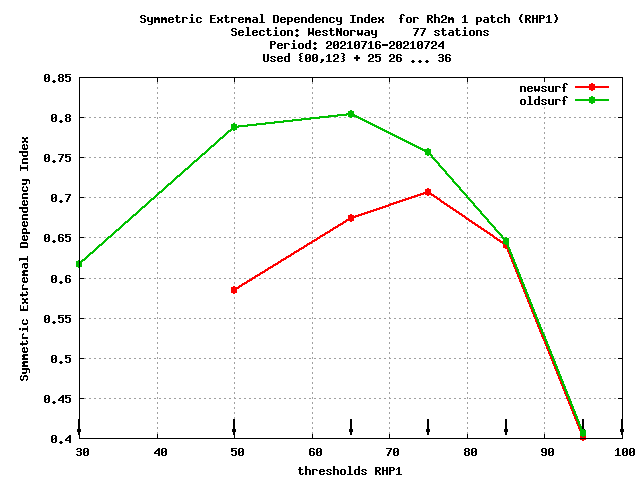 Symmetric Extremal Dependency Index  for Rh2m 1 patch (RHP1)
Selection: WestNorway     77 stations
Period: 20210716-20210724
Used {00,12} + 25 26 ... 36
newsurf
oldsurf
Symmetric Extremal Dependency Index
0.85
0.8
0.75
0.7
0.65
0.6
0.55
0.5
0.45
0.4
30 40 50 60 70 80 90 100
thresholds RHP1